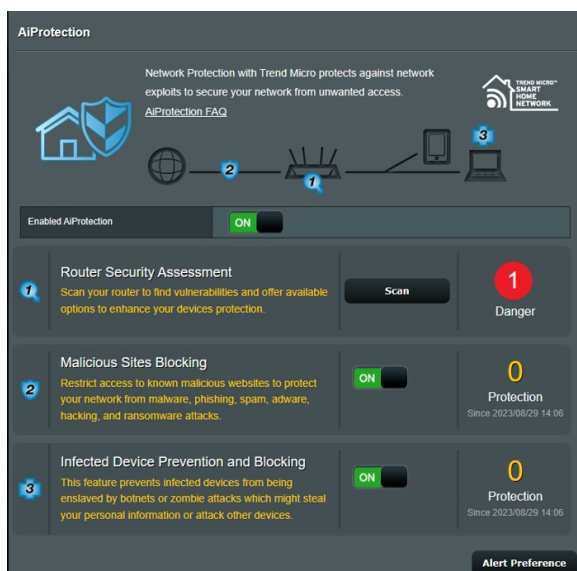 AiProtection
Network Protection with Trend Micro protects against network
exploits to secure your network from unwanted access.
AiProtection FAQ
TREND MICRO™
SMART
HOME
NETWORK
3
2
1
Enabled AiProtection
ON
1
Router Security Assessment
Scan your router to find vulnerabilities and offer available
options to enhance your devices protection.
Scan
1
Danger
2
Malicious Sites Blocking
Restrict access to known malicious websites to protect
your network from malware, phishing, spam, adware,
hacking, and ransomware attacks.
ON
0
Protection
Since 2023/08/29 14:06
3
Infected Device Prevention and Blocking
This feature prevents infected devices from being
enslaved by botnets or zombie attacks which might steal
your personal information or attack other devices.
ON
0
Protection
Since 2023/08/29 14:06
Alert Preference